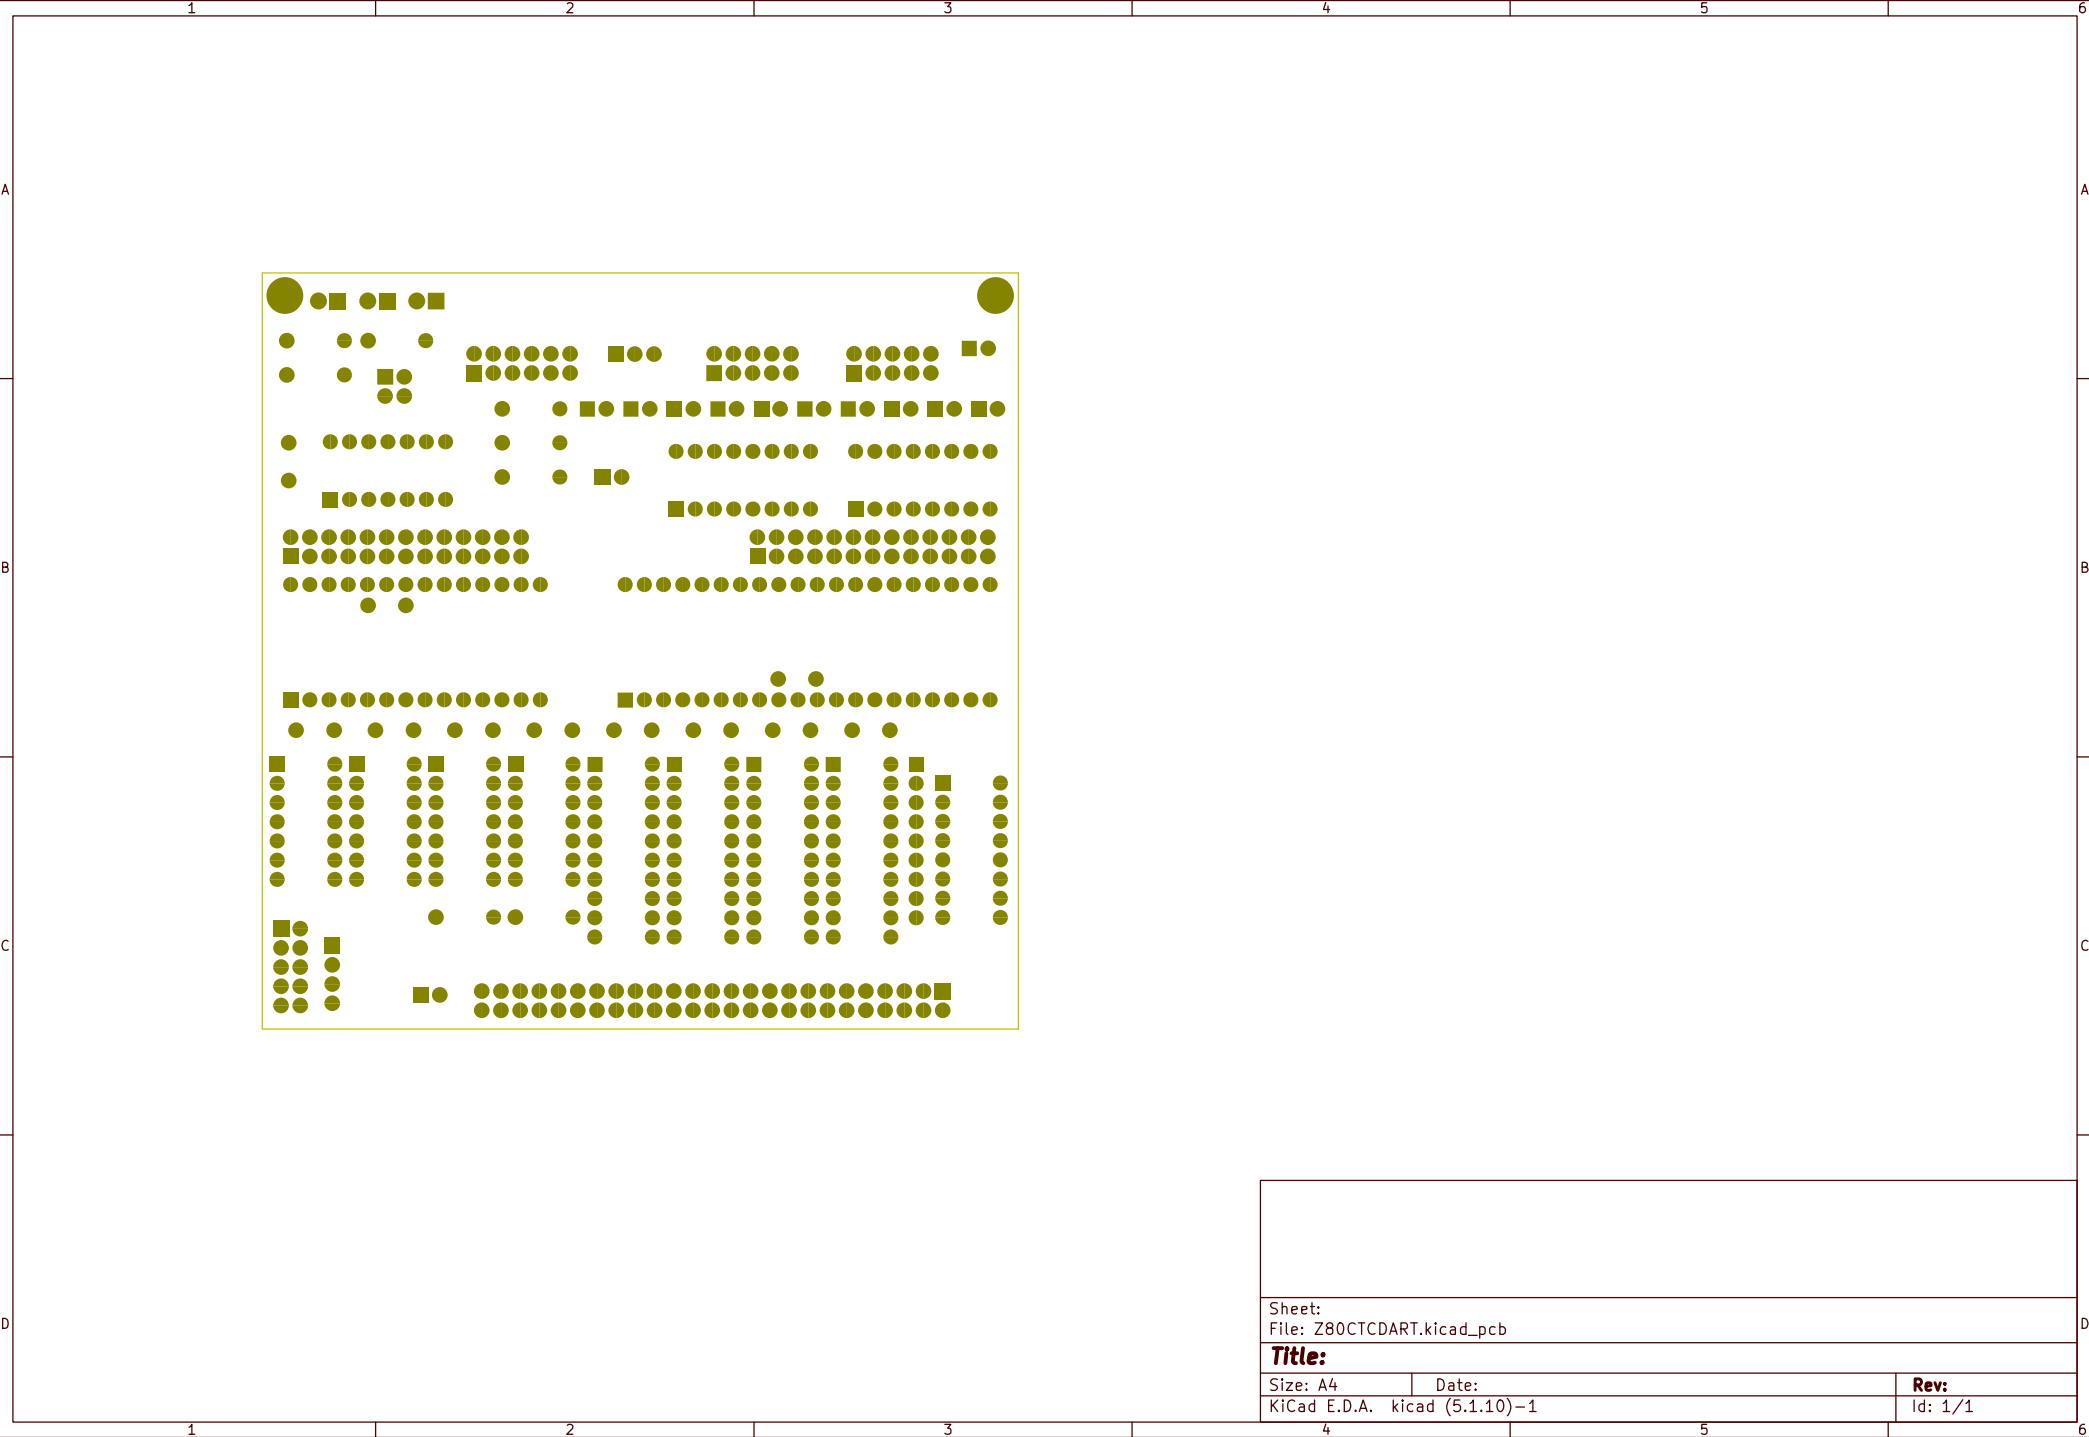 1 2 3 4 5 6
A A
B B
C C
D D
Sheet:
File: Z80CTCDART.kicad_pcb
Title:
Size: A4 Date: Rev:
KiCad E.D.A. kicad (5.1.10)-1 Id: 1/1
1 2 3 4 5 6